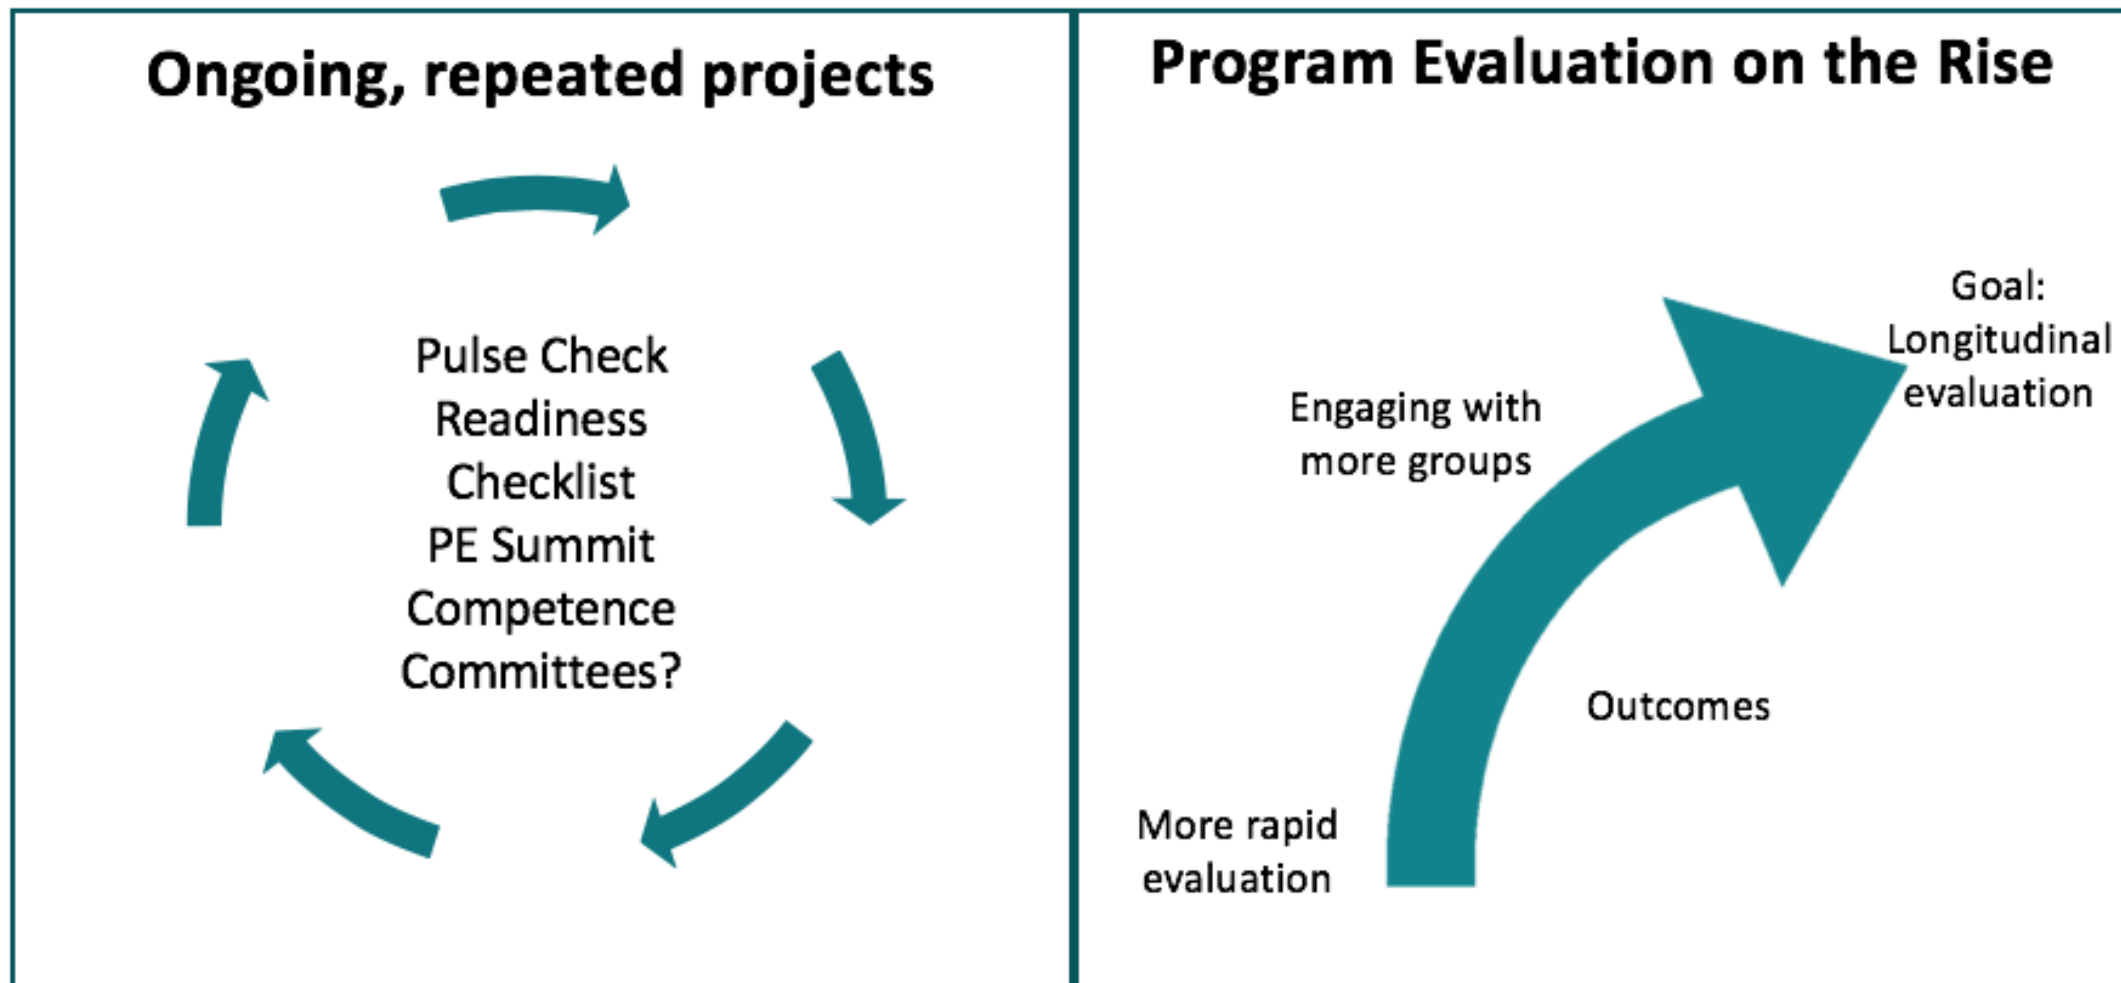 Ongoing, repeated projects
Pulse Check
Readiness
Checklist
PE Summit
Competence
Committees?
Program Evaluation on the Rise
Goal:
Longitudinal
evaluation
Engaging with
more groups
Outcomes
More rapid
evaluation